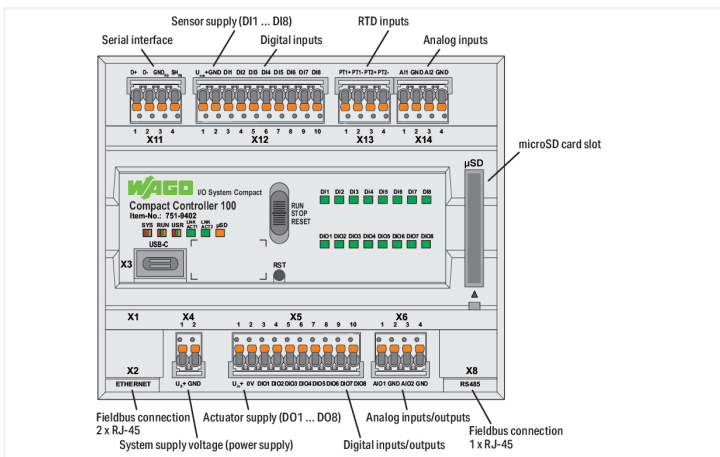 Sensor supply (DI1 ... DI8) RTD inputs
Serial interface Digital inputs Analog inputs
D+ D- GND SH +GND DI1 DI2 DI3 DI4 DI5 DI6 DI7 DI8 PT1+ PT1- PT2+ PT2- AI1 GND AI2 GND
1 2 3 4 1 2 3 4 5 6 7 8 9 10 1 2 3 4 1 2 3 4
X11 X12 X13 X14
microSD card slot
µSD
WAGO I/O System Compact
Compact Controller 100
Item-No.: 751-9402
SYS RUN USR LNK ACT1 LNK ACT2 µSD
RUN
STOP
RESET
DI1 DI2 DI3 Di4 DI5 DI6 DI7 DI8
DIO1 DIO2 DIO3 DIO4 DIO5 DIO6 DIO7 DIO8
USB-C
X3
RST
X1 X4 X5 X6
1 2 1 2 3 4 5 6 7 8 9 10 1 2 3 4
X2 X8
ETHERNET + GND + 0V DIO1 DIO2 DIO3 DIO4 DIO5 DIO6 DIO7 DIO8 AIO1 GND AIO2 GND RS485
Fieldbus connection
2 x RJ-45
System supply voltage (power supply)
Actuator supply (DO1 ... DO8)
Digital inputs/outputs
Analog inputs/outputs
Fieldbus connection
1 x RJ-45